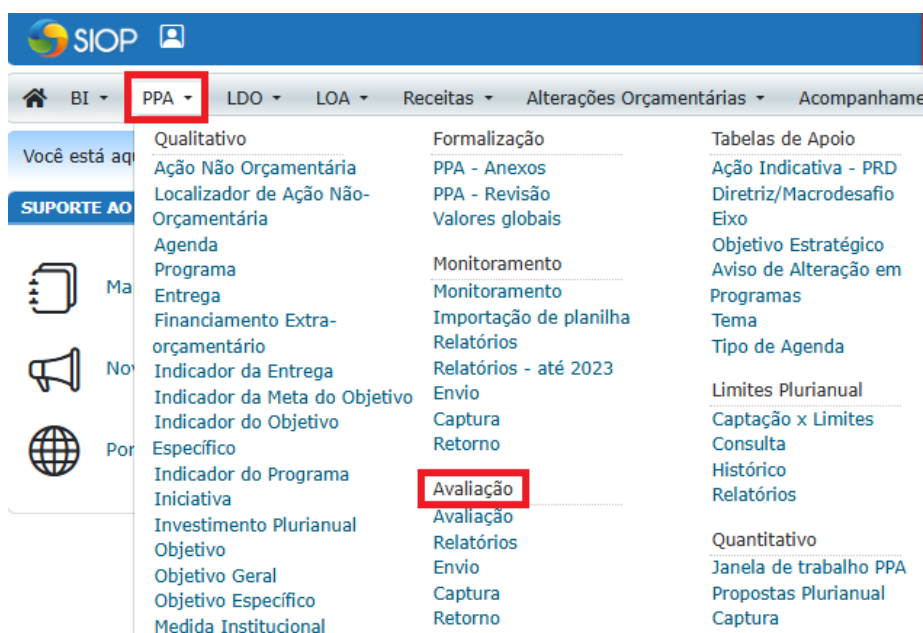 SIOP
BI PPA LDO LOA Receitas Alterações Orçamentárias Acompanhame
Você está aqu
SUPORTE AO
Ma
Nov
Por
Qualitativo
Ação Não Orçamentária
Localizador de Ação Não-
Orçamentária
Agenda
Programa
Entrega
Financiamento Extra-
orçamentário
Indicador da Entrega
Indicador da Meta do Objetivo
Indicador do Objetivo
Específico
Indicador do Programa
Iniciativa
Investimento Plurianual
Objetivo
Objetivo Geral
Objetivo Específico
Medida Institucional
Formalização
PPA - Anexos
PPA - Revisão
Valores globais
Monitoramento
Monitoramento
Importação de planilha
Relatórios
Relatórios - até 2023
Envio
Captura
Retorno
Avaliação
Avaliação
Relatórios
Envio
Captura
Retorno
Tabelas de Apoio
Ação Indicativa - PRD
Diretriz/Macrodesafio
Eixo
Objetivo Estratégico
Aviso de Alteração em
Programas
Tema
Tipo de Agenda
Limites Plurianual
Captação x Limites
Consulta
Histórico
Relatórios
Quantitativo
Janela de trabalho PPA
Propostas Plurianual
Captura